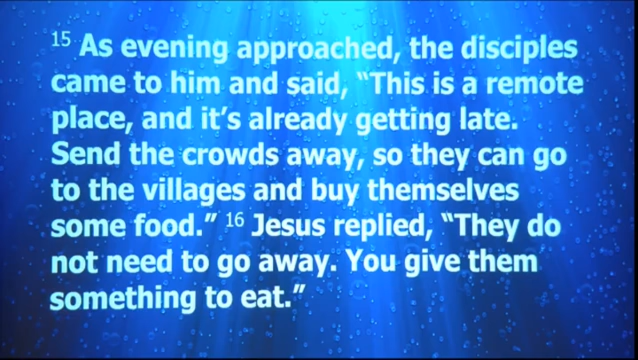 15 As evening approached, the disciples
came to him and said, “This is a remote
place, and it’s already getting late.
Send the crowds away, so they can go
to the villages and buy themselves
some food.” 16 Jesus replied, “They do
not need to go away. You give them
something to eat.”